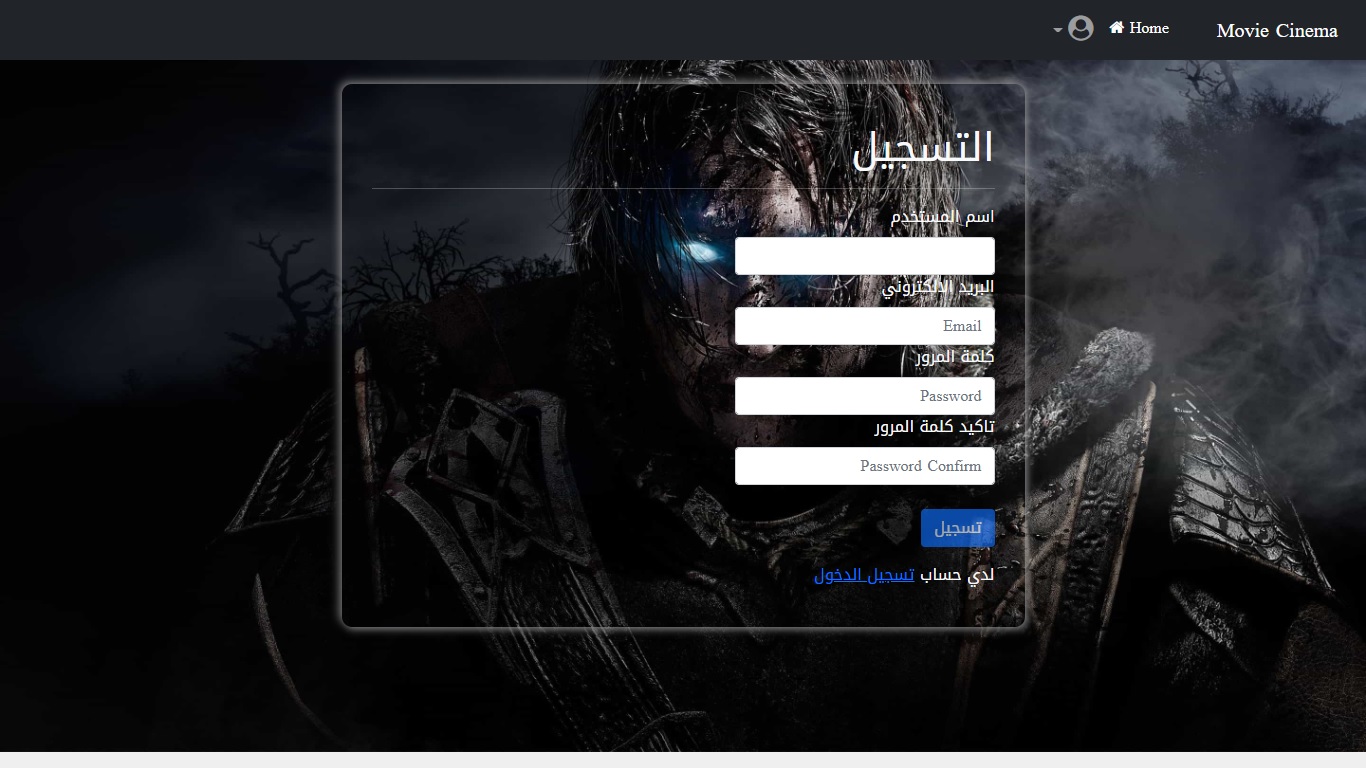 Movie Cinema
Home
التسجيل
اسم المستخدم
البريد الالكتروني
Email
كلمة المرور
Password
تاكيد كلمة المرور
Password Confirm
تسجيل
لدي حساب تسجيل الدخول